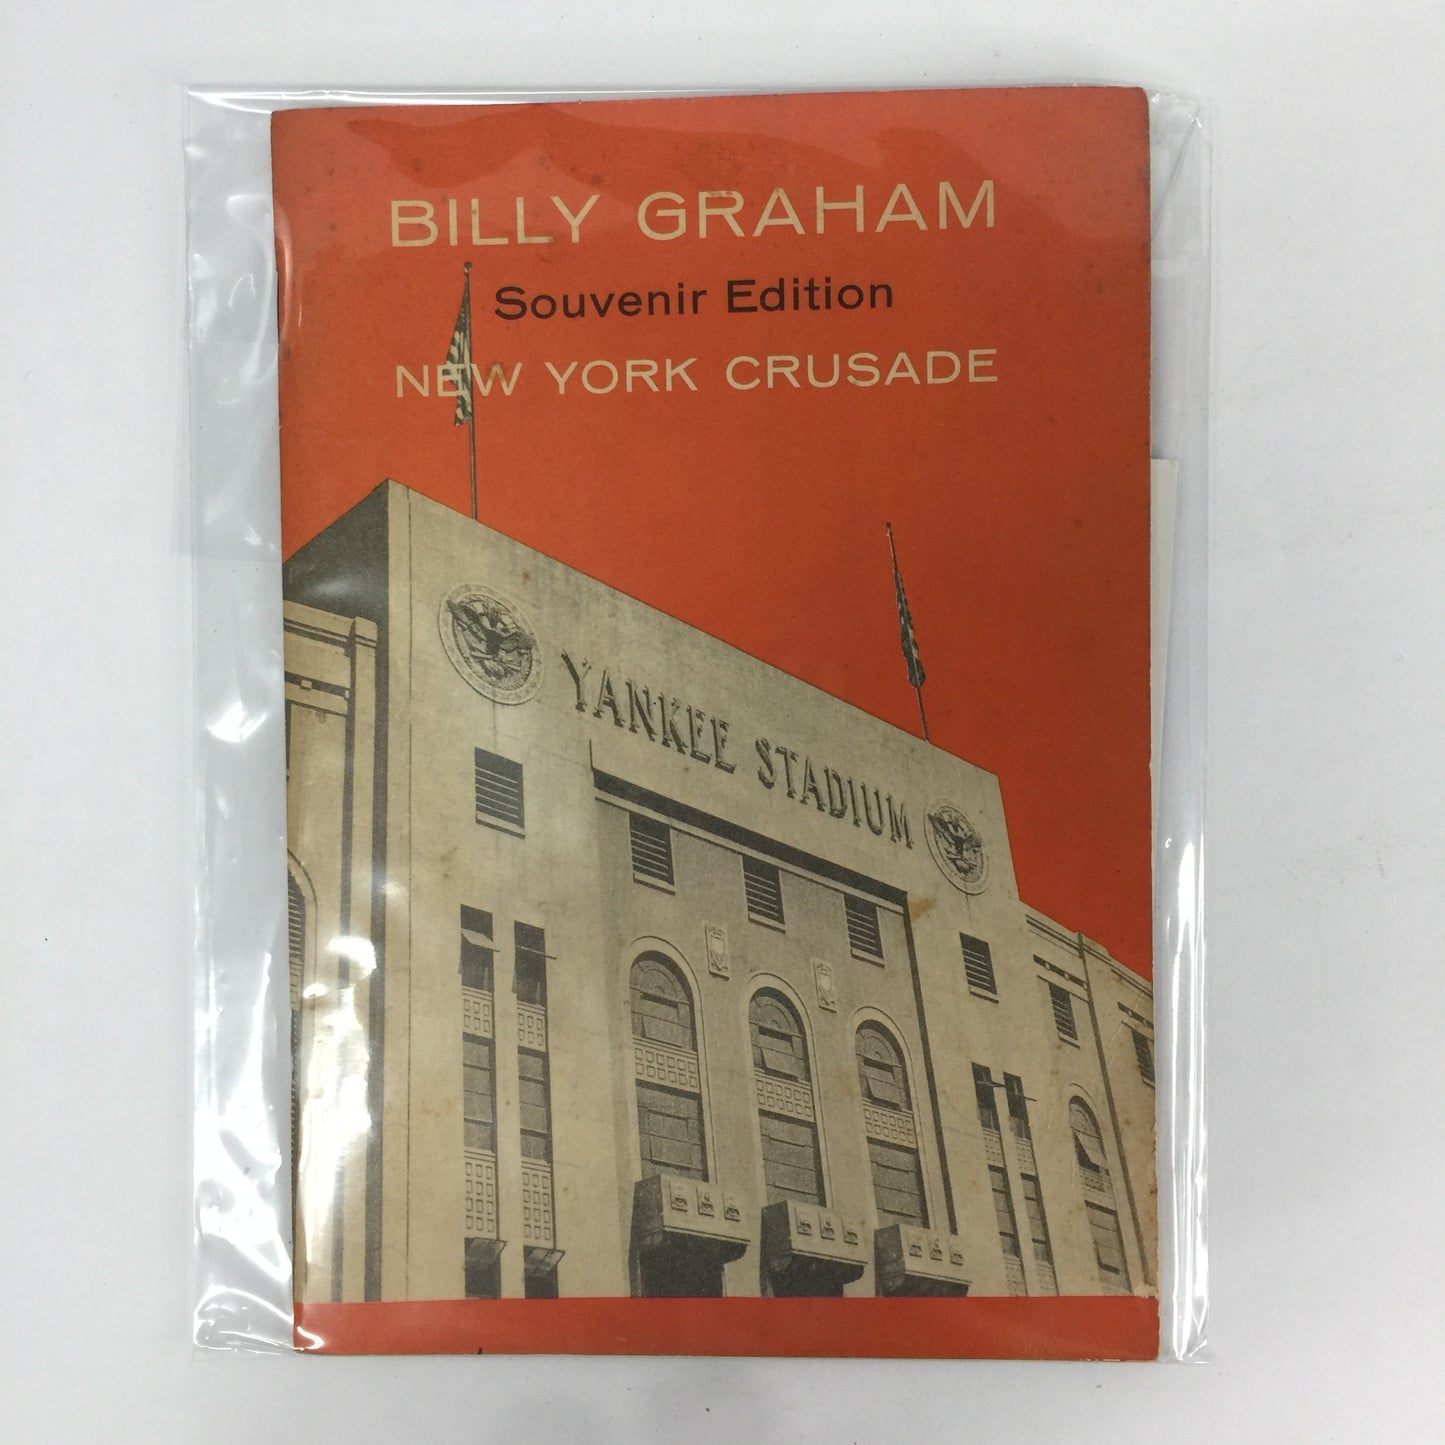 BILLY GRAHAM
Souvenir Edition
NEW YORK CRUSADE
YANKEE STADIUM